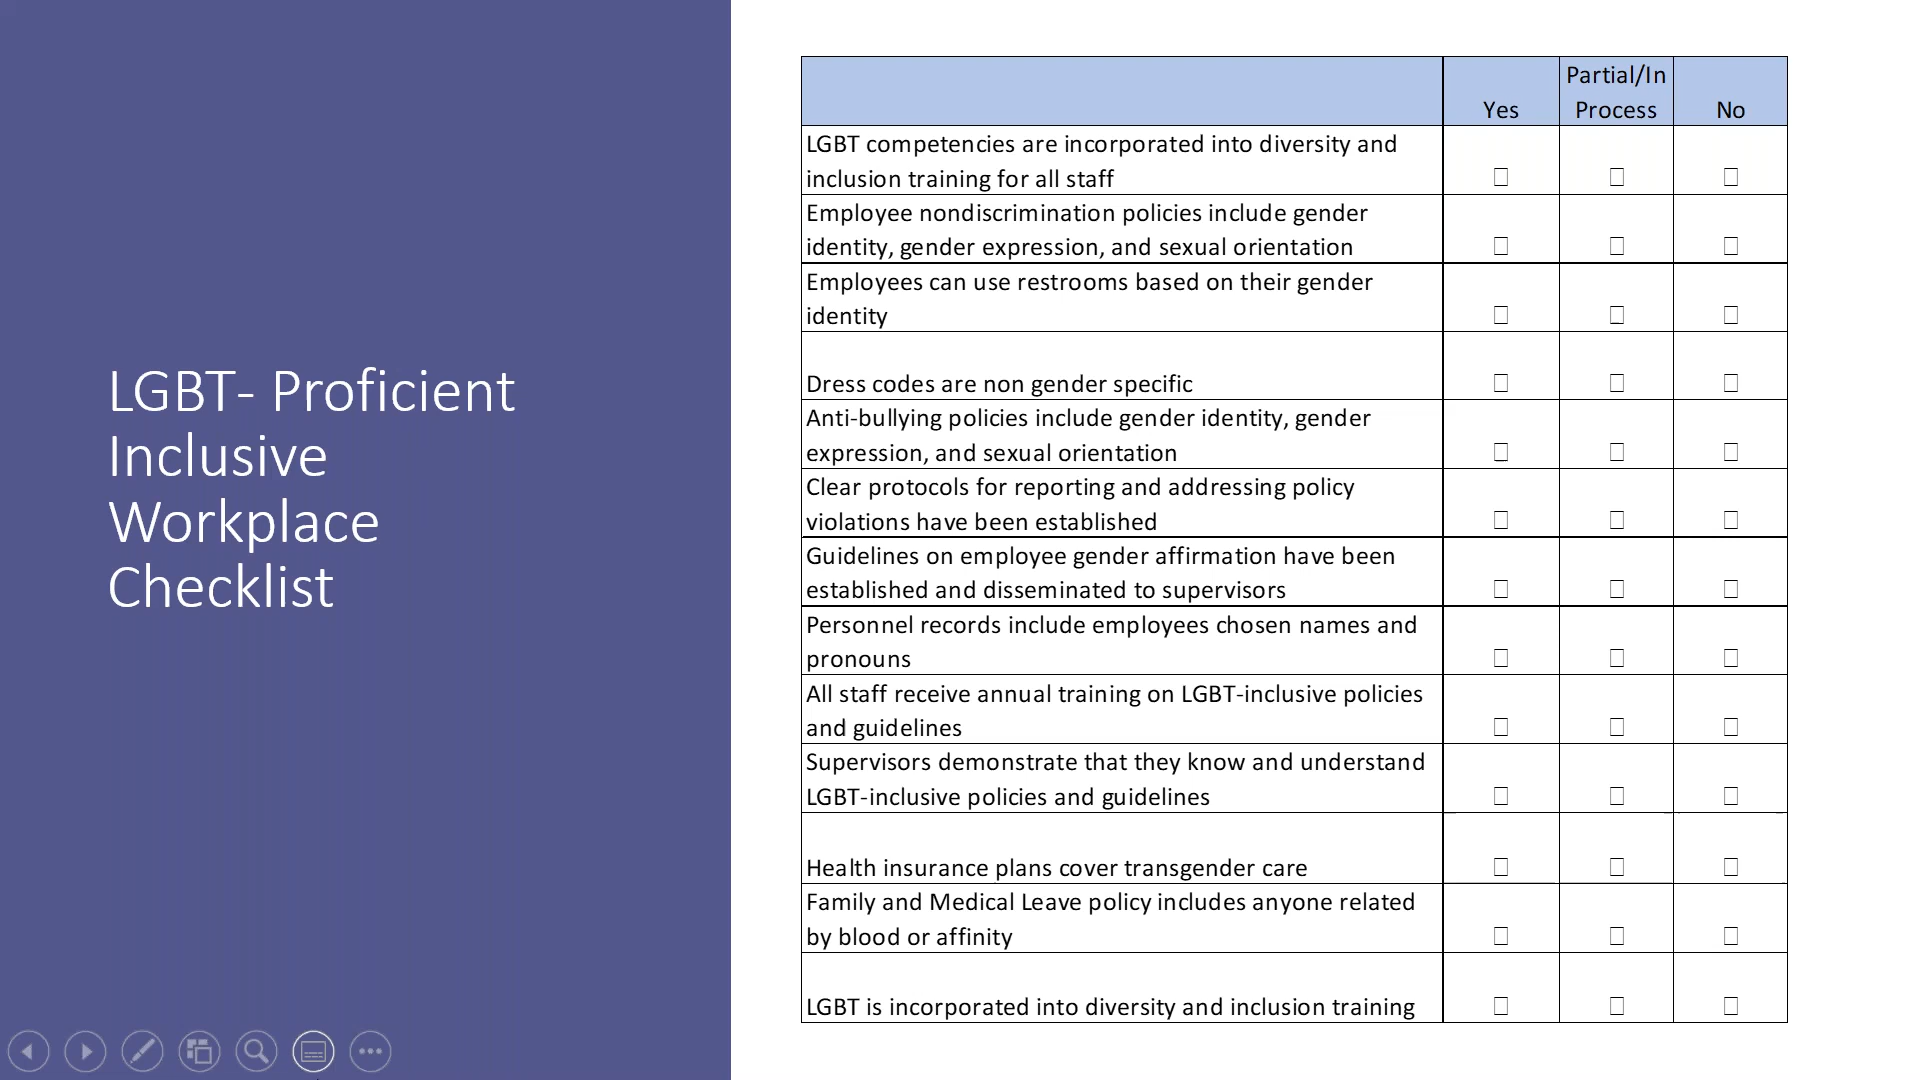 LGBT- Proficient
Inclusive
Workplace
Checklist
Yes
Partial/In
Process
No
LGBT competencies are incorporated into diversity and
inclusion training for all staff
Employee nondiscrimination policies include gender
identity, gender expression, and sexual orientation
Employees can use restrooms based on their gender
identity
Dress codes are non gender specific
Anti-bullying policies include gender identity, gender
expression, and sexual orientation
Clear protocols for reporting and addressing policy
violations have been established
Guidelines on employee gender affirmation have been
established and disseminated to supervisors
Personnel records include employees chosen names and
pronouns
All staff receive annual training on LGBT-inclusive policies
and guidelines
Supervisors demonstrate that they know and understand
LGBT-inclusive policies and guidelines
Health insurance plans cover transgender care
Family and Medical Leave policy includes anyone related
by blood or affinity
LGBT is incorporated into diversity and inclusion training